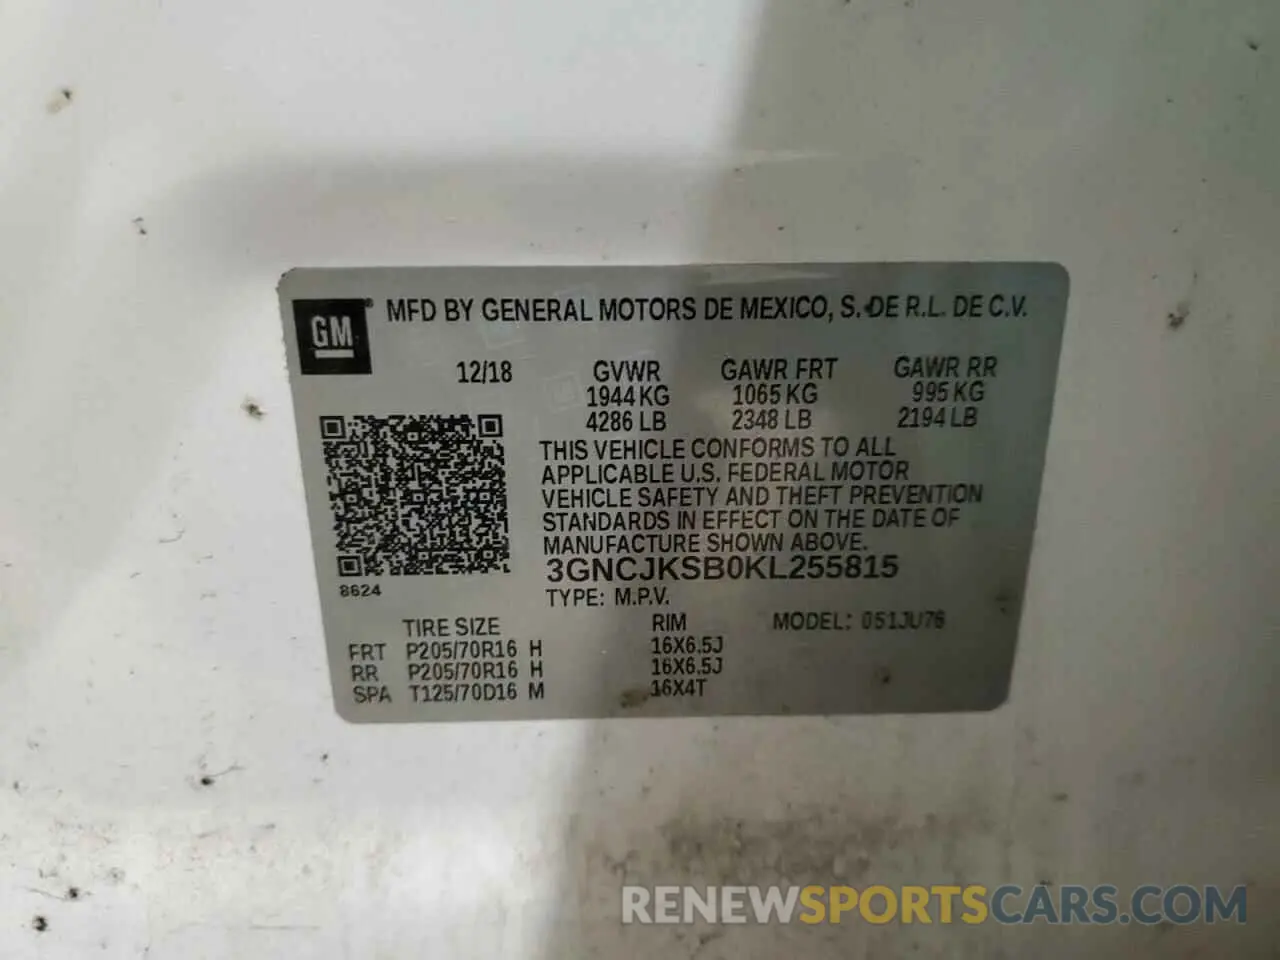 GM
® MFD BY GENERAL MOTORS DE MEXICO, S. DE R.L. DE C.V.
12/18 GVWR GAWR FRT GAWR RR
1944 KG 1065 KG 995 KG
4286 LB 2348 LB 2194 LB
THIS VEHICLE CONFORMS TO ALL
APPLICABLE U.S. FEDERAL MOTOR
VEHICLE SAFETY AND THEFT PREVENTION
STANDARDS IN EFFECT ON THE DATE OF
MANUFACTURE SHOWN ABOVE.
3GNCJKSB0KL255815
8624
TYPE: M.P.V.
TIRE SIZE RIM MODEL: 051JU76
FRT P205/70R16 H 16X6.5J
RR P205/70R16 H 16X6.5J
SPA T125/70D16 M 16X4T
RENEWSPORTSCARS.COM